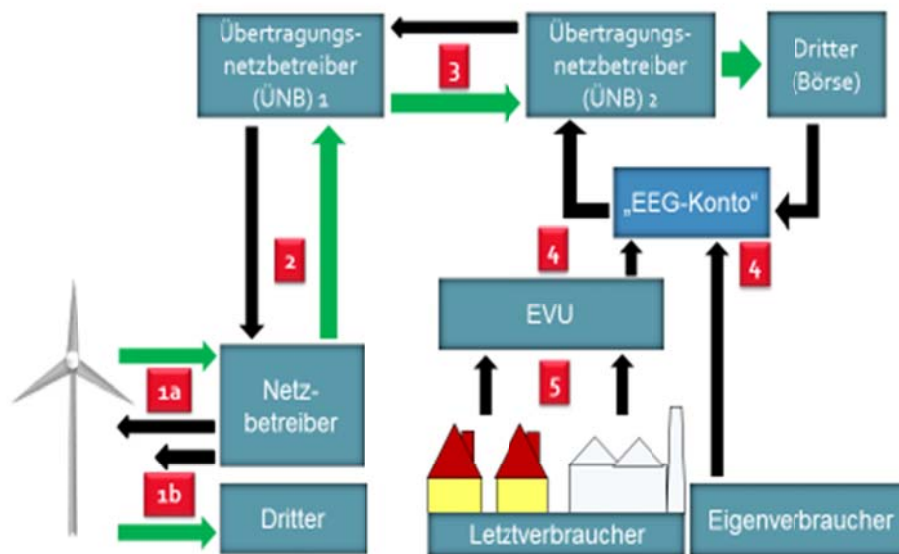 Übertragungs-
netzbetreiber
(ÜNB) 1
3
Übertragungs-
netzbetreiber
(ÜNB) 2
Dritter
(Börse)
„EEG-Konto“
2
4
4
EVU
1a
Netz-
betreiber
5
1b
Dritter
Letztverbraucher
Eigenverbraucher